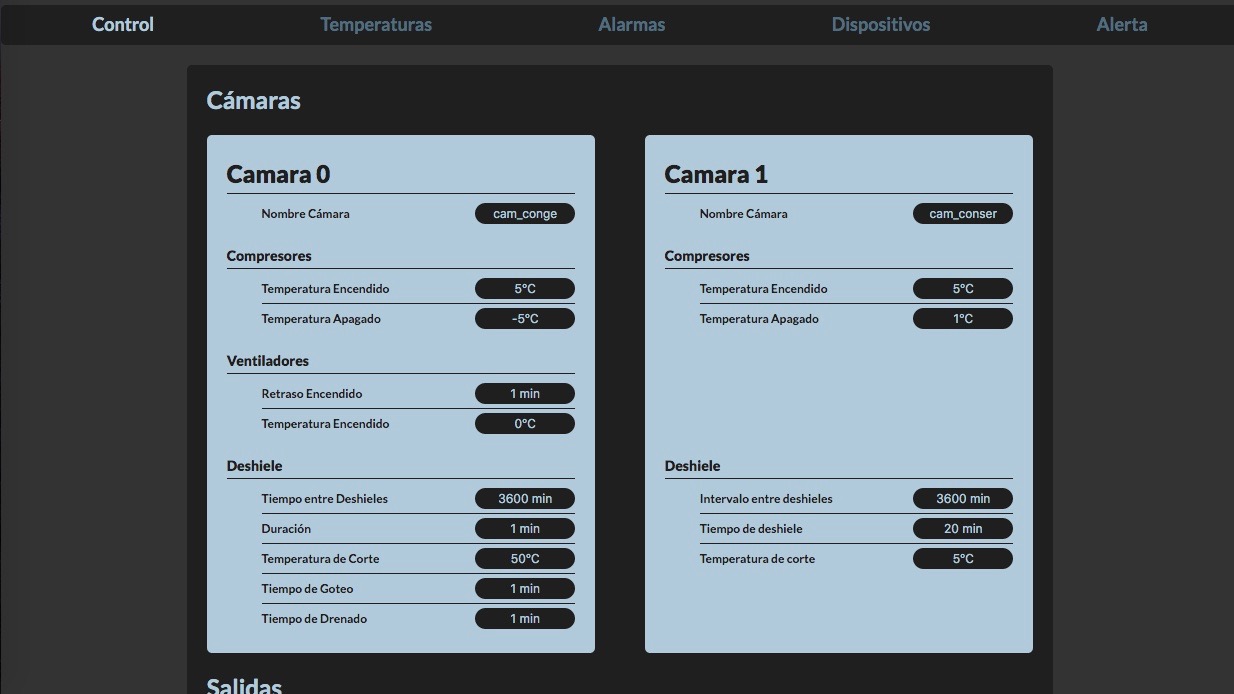 Control Temperaturas Alarmas Dispositivos Alerta
Cámaras
Camara 0
Nombre Cámara cam_conge
Compresores
Temperatura Encendido 5°C
Temperatura Apagado -5°C
Ventiladores
Retraso Encendido 1 min
Temperatura Encendido 0°C
Deshiele
Tiempo entre Deshieles 3600 min
Duración 1 min
Temperatura de Corte 50°C
Tiempo de Goteo 1 min
Tiempo de Drenado 1 min
Camara 1
Nombre Cámara cam_conser
Compresores
Temperatura Encendido 5°C
Temperatura Apagado 1°C
Deshiele
Intervalo entre deshieles 3600 min
Tiempo de deshiele 20 min
Temperatura de corte 5°C
Salidas